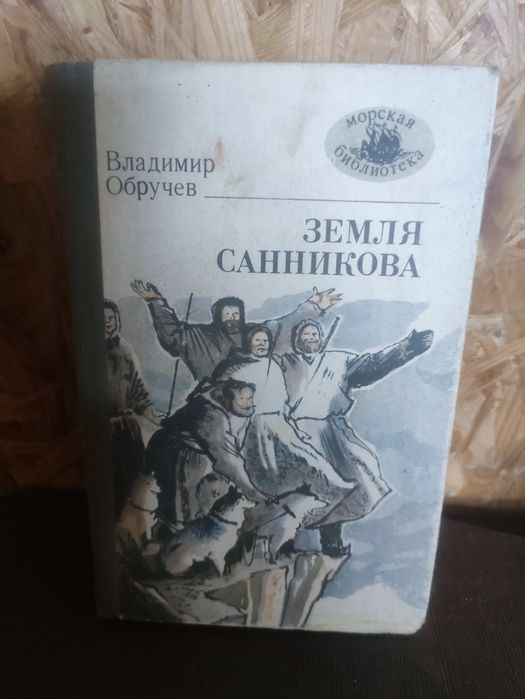 морская
библиотека
Владимир
Обручев
ЗЕМЛЯ
САННИКОВА